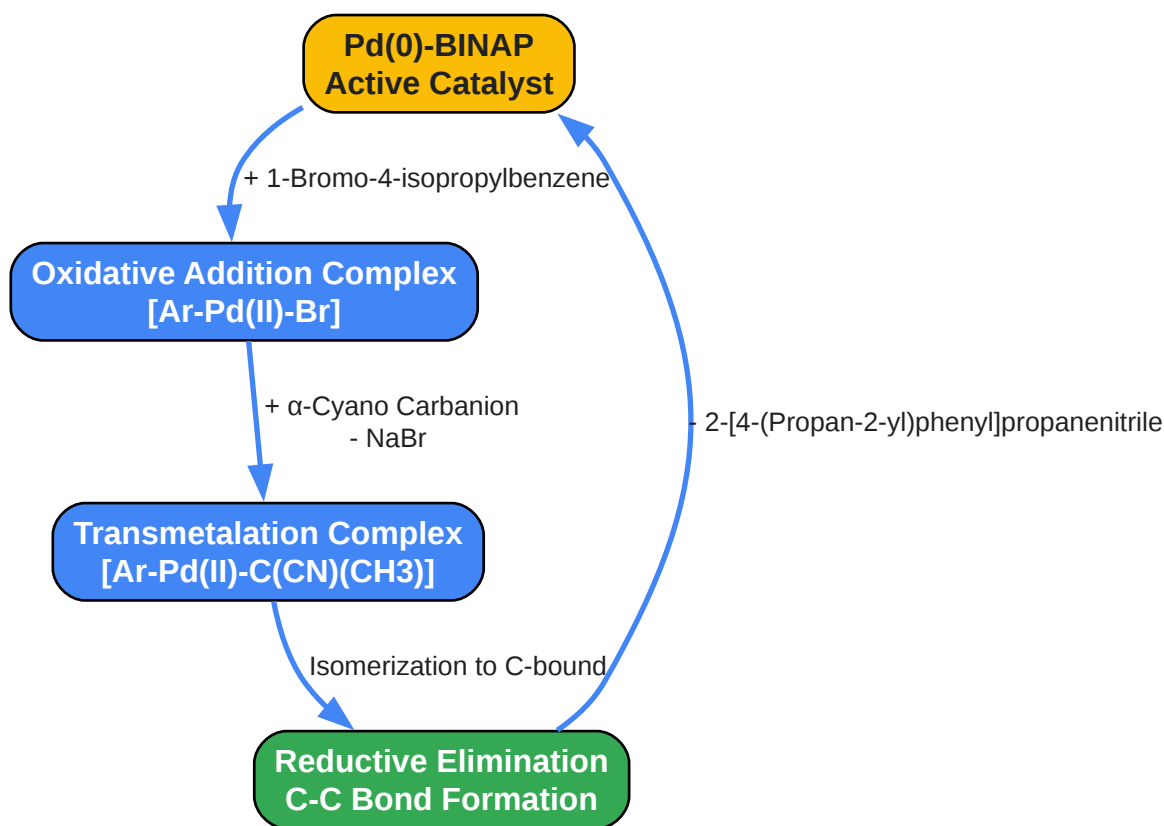 Pd(0)-BINAP
Active Catalyst
+ 1-Bromo-4-isopropylbenzene
Oxidative Addition Complex
[Ar-Pd(II)-Br]
+ α-Cyano Carbanion
- NaBr
- 2-[4-(Propan-2-yl)phenyl]propanenitrile
Transmetalation Complex
[Ar-Pd(II)-C(CN)(CH3)]
Isomerization to C-bound
Reductive Elimination
C-C Bond Formation